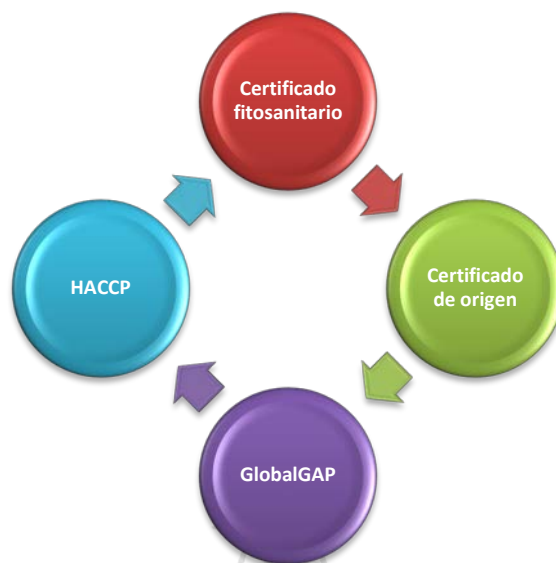 Certificado
fitosanitario
Certificado
de origen
GlobalGAP
HACCP